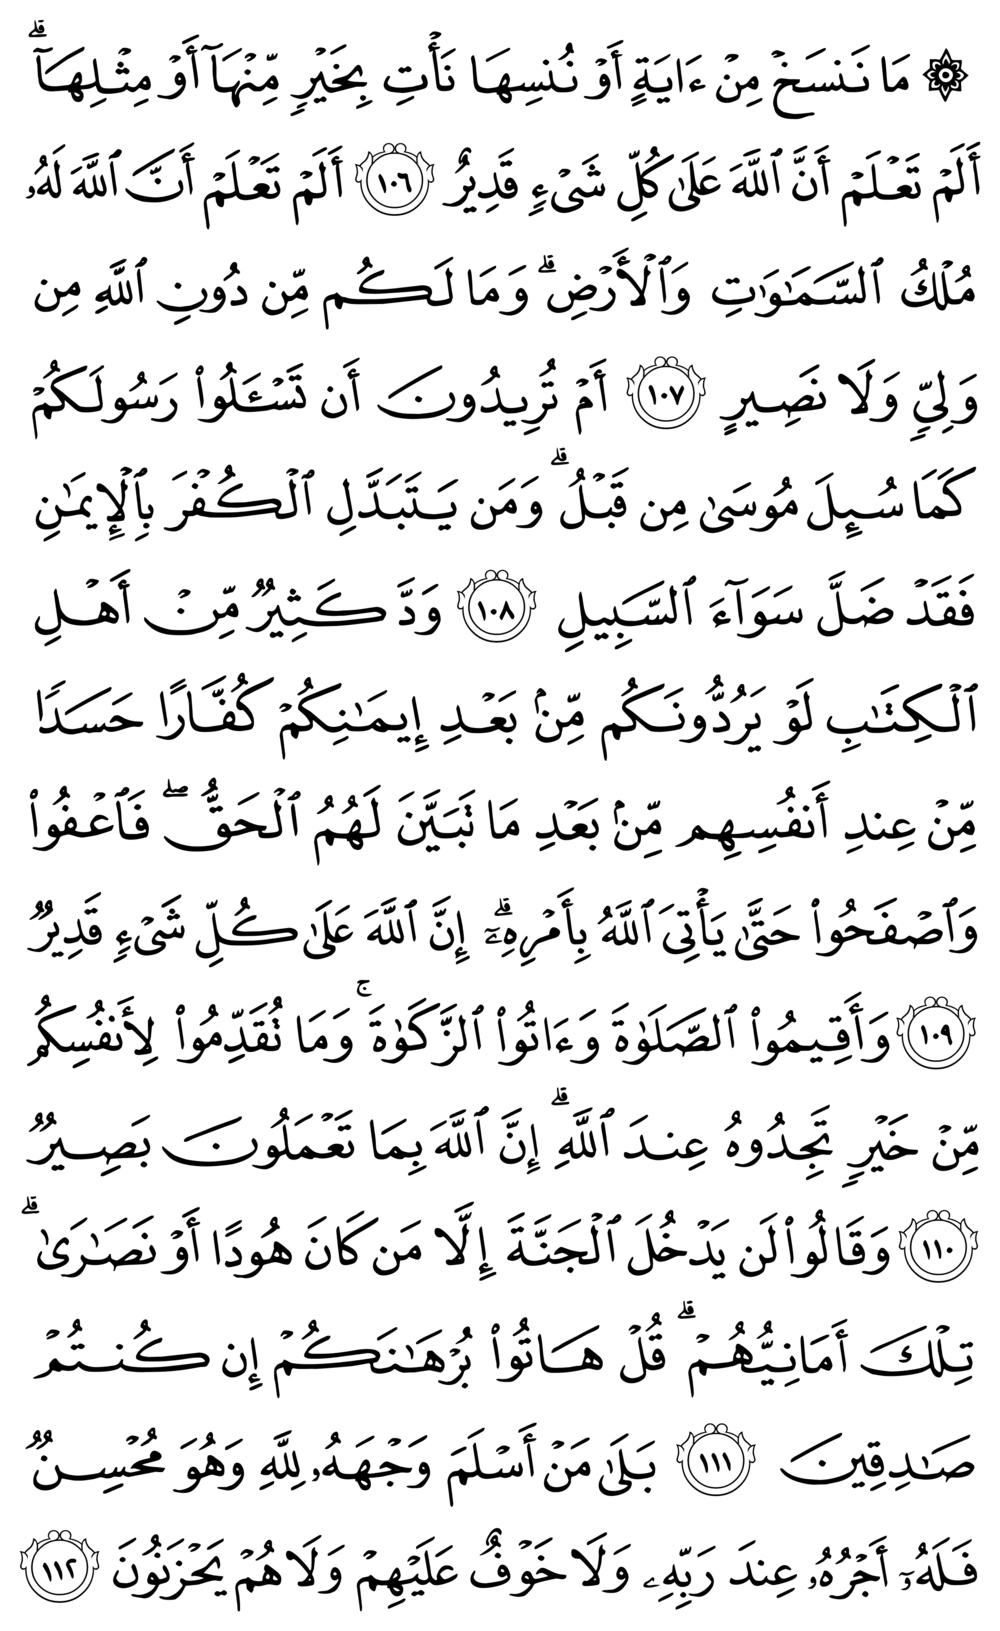 ۞ مَا نَنسَخْ مِنْ ءَايَةٍ أَوْ نُنسِهَا نَأْتِ بِخَيْرٍ مِّنْهَآ أَوْ مِثْلِهَآ ۗ
أَلَمْ تَعْلَمْ أَنَّ ٱللَّهَ عَلَىٰ كُلِّ شَىْءٍ قَدِيرٌ ١٠٦ أَلَمْ تَعْلَمْ أَنَّ ٱللَّهَ لَهُۥ
مُلْكُ ٱلسَّمَـٰوَٰتِ وَٱلْأَرْضِ ۗ وَمَا لَكُم مِّن دُونِ ٱللَّهِ مِن
وَلِىٍّ وَلَا نَصِيرٍ ١٠٧ أَمْ تُرِيدُونَ أَن تَسْـَٔلُوا۟ رَسُولَكُمْ
كَمَا سُئِلَ مُوسَىٰ مِن قَبْلُ ۗ وَمَن يَتَبَدَّلِ ٱلْكُفْرَ بِٱلْإِيمَـٰنِ
فَقَدْ ضَلَّ سَوَآءَ ٱلسَّبِيلِ ١٠٨ وَدَّ كَثِيرٌ مِّنْ أَهْلِ
ٱلْكِتَـٰبِ لَوْ يَرُدُّونَكُم مِّنۢ بَعْدِ إِيمَـٰنِكُمْ كُفَّارًا حَسَدًا
مِّنْ عِندِ أَنفُسِهِم مِّنۢ بَعْدِ مَا تَبَيَّنَ لَهُمُ ٱلْحَقُّ ۖ فَٱعْفُوا۟
وَٱصْفَحُوا۟ حَتَّىٰ يَأْتِىَ ٱللَّهُ بِأَمْرِهِۦٓ ۗ إِنَّ ٱللَّهَ عَلَىٰ كُلِّ شَىْءٍ قَدِيرٌ
١٠٩ وَأَقِيمُوا۟ ٱلصَّلَوٰةَ وَءَاتُوا۟ ٱلزَّكَوٰةَ ۚ وَمَا تُقَدِّمُوا۟ لِأَنفُسِكُم
مِّنْ خَيْرٍ تَجِدُوهُ عِندَ ٱللَّهِ ۗ إِنَّ ٱللَّهَ بِمَا تَعْمَلُونَ بَصِيرٌ
١١٠ وَقَالُوا۟ لَن يَدْخُلَ ٱلْجَنَّةَ إِلَّا مَن كَانَ هُودًا أَوْ نَصَـٰرَىٰ ۗ
تِلْكَ أَمَانِيُّهُمْ ۗ قُلْ هَاتُوا۟ بُرْهَـٰنَكُمْ إِن كُنتُمْ
صَـٰدِقِينَ ١١١ بَلَىٰ مَنْ أَسْلَمَ وَجْهَهُۥ لِلَّهِ وَهُوَ مُحْسِنٌ
فَلَهُۥٓ أَجْرُهُۥ عِندَ رَبِّهِۦ وَلَا خَوْفٌ عَلَيْهِمْ وَلَا هُمْ يَحْزَنُونَ ١١٢